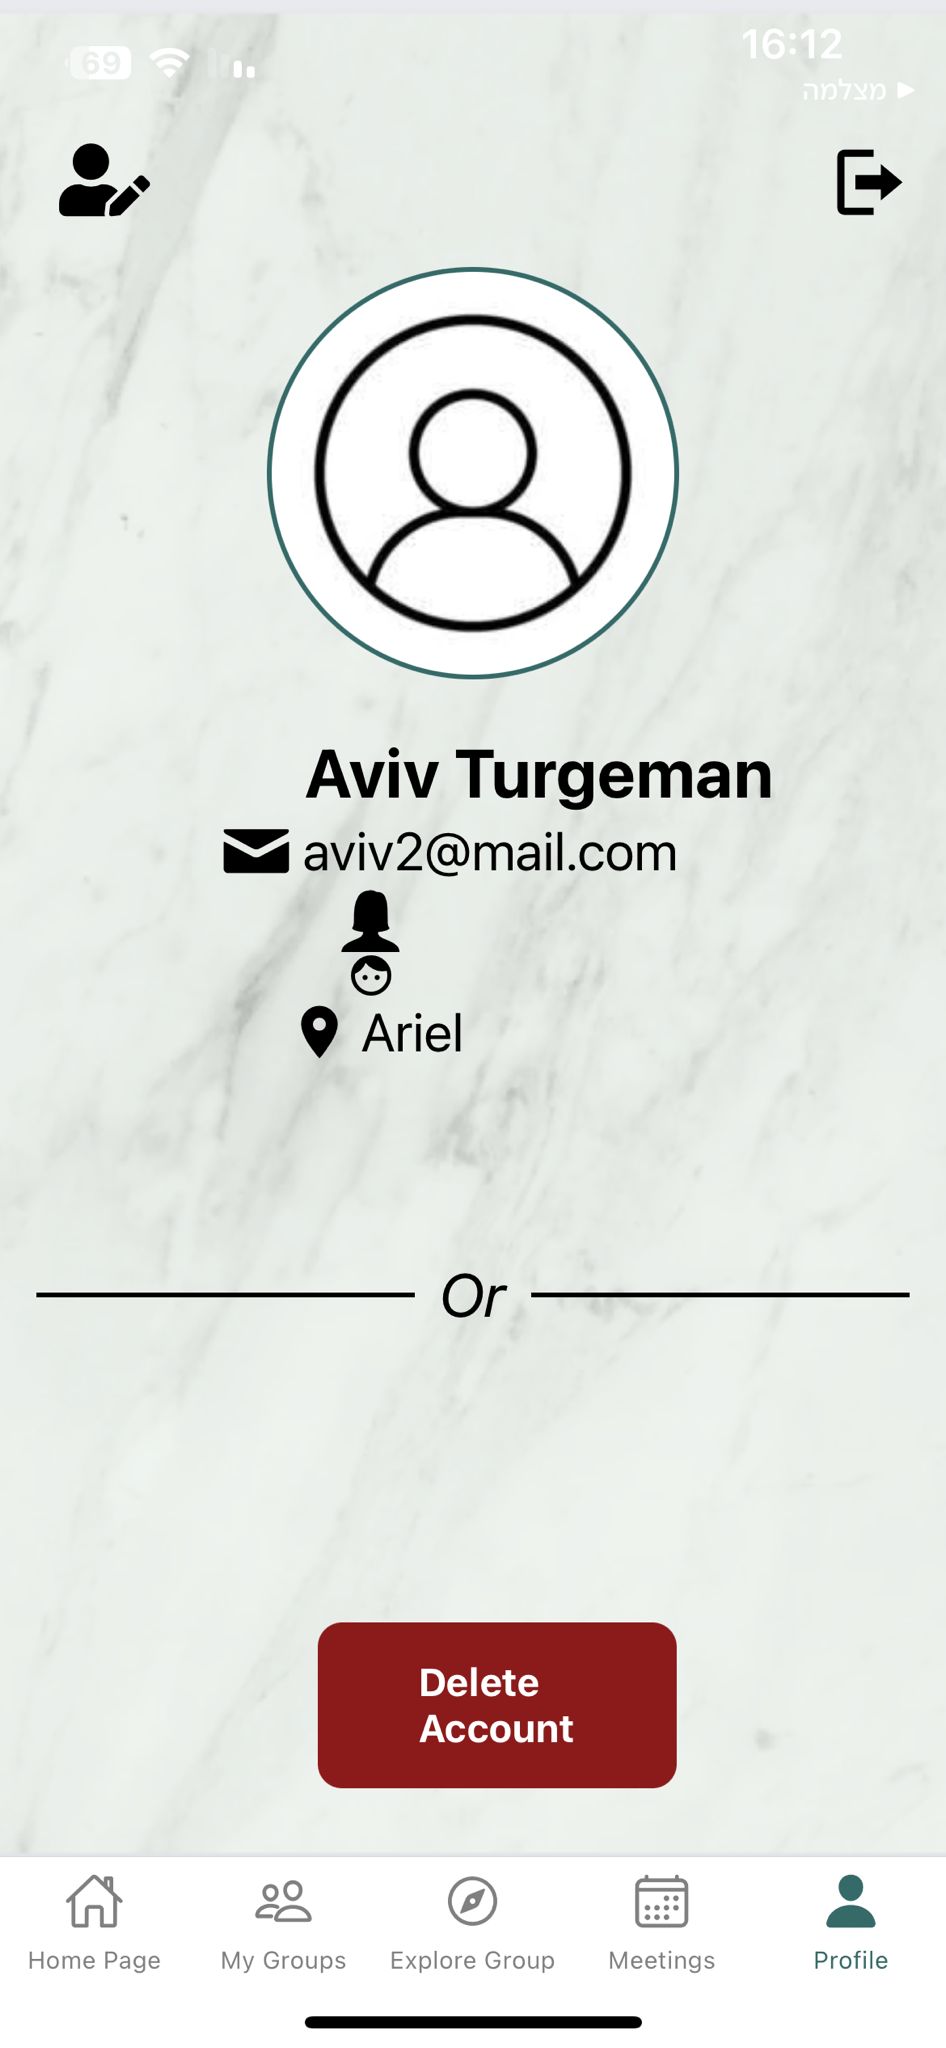 69
16:12
מצלמה
Aviv Turgeman
aviv2@mail.com
Ariel
Or
Delete
Account
Home Page
My Groups
Explore Group
Meetings
Profile